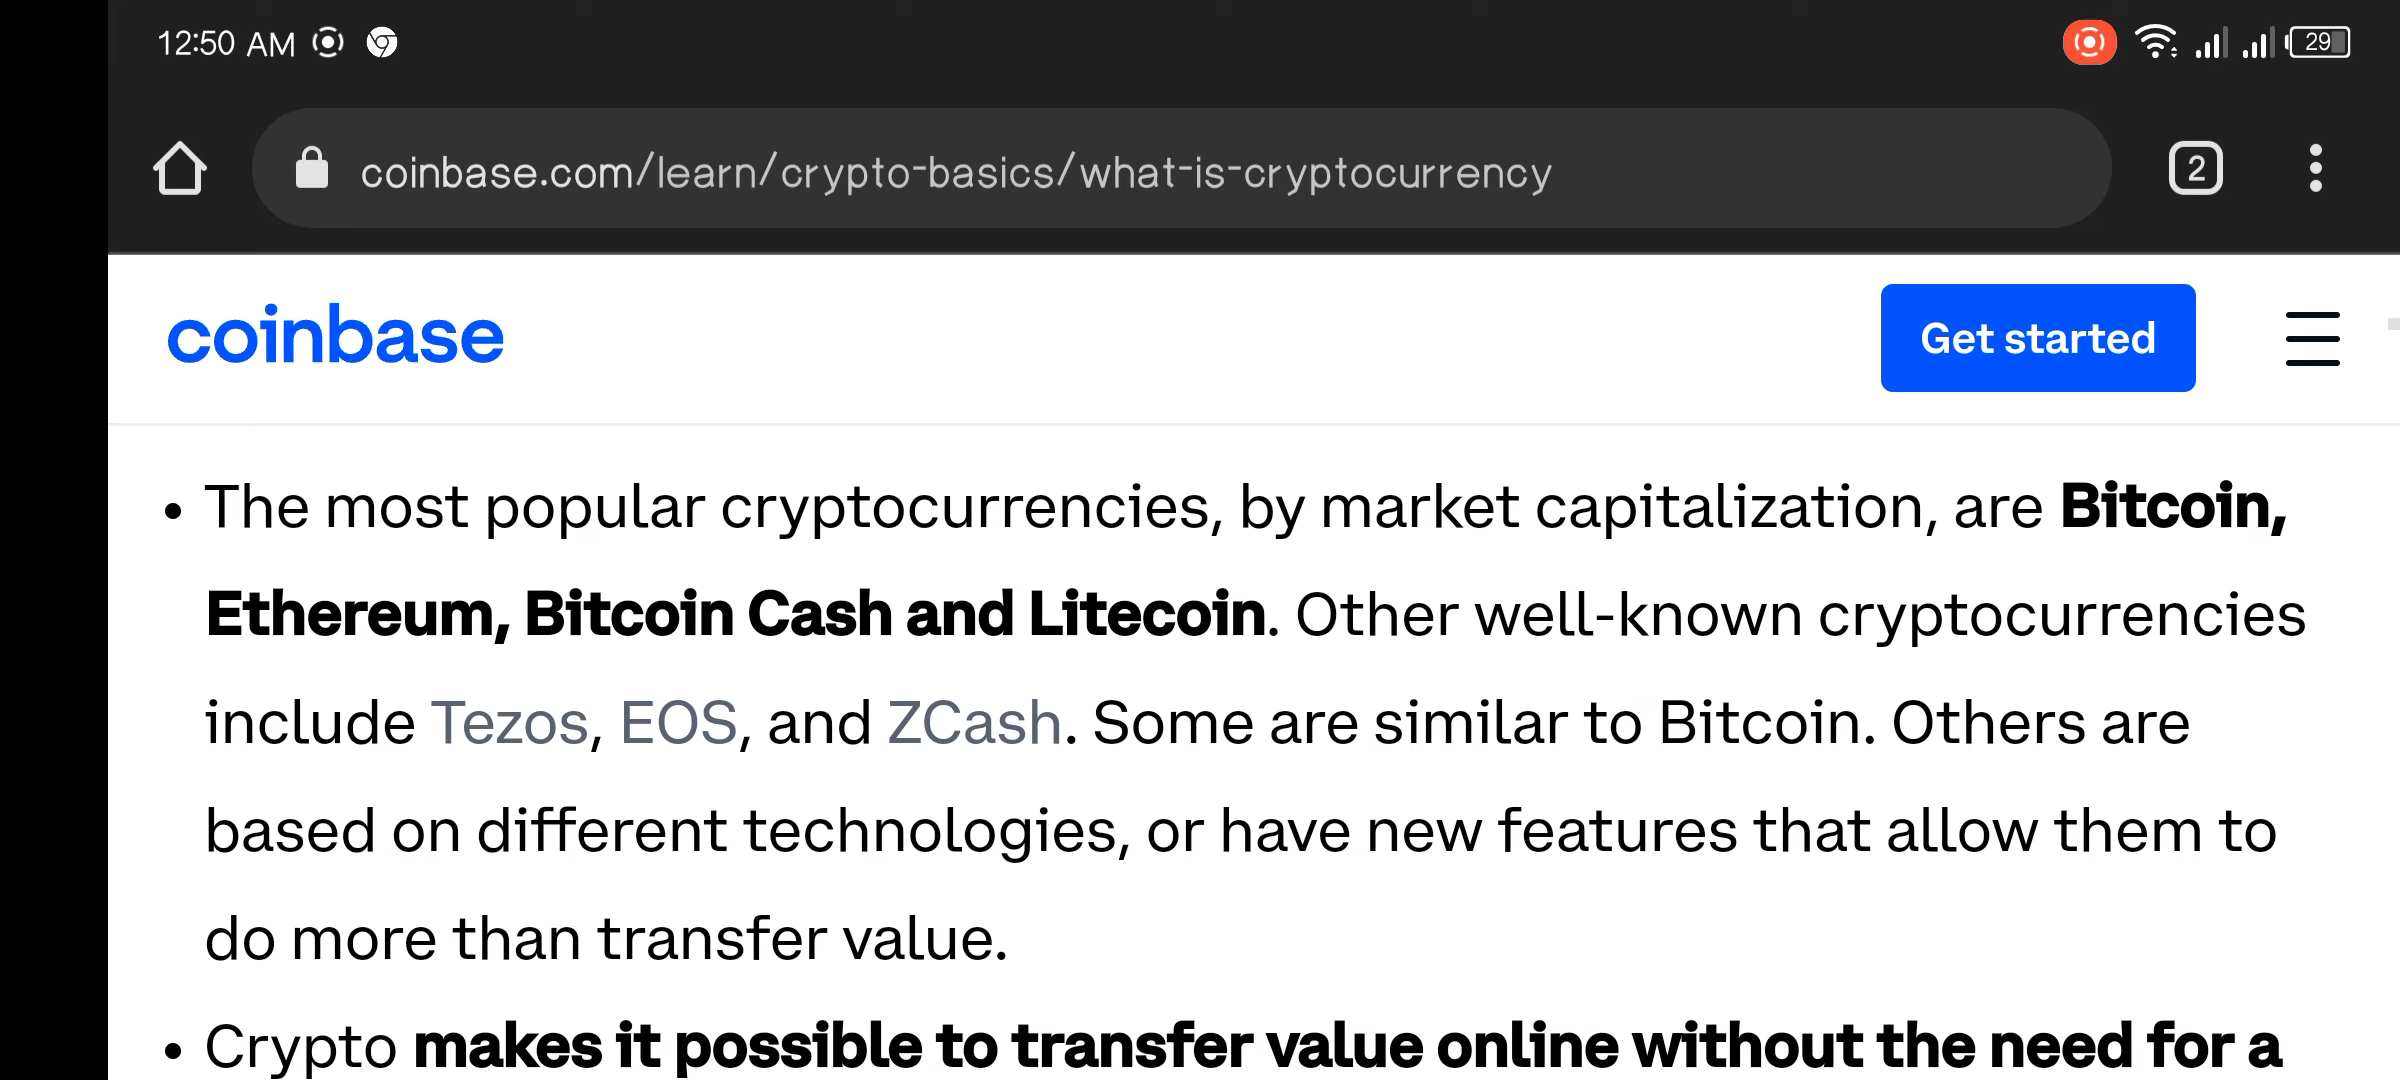 12:50 AM
29
coinbase.com/learn/crypto-basics/what-is-cryptocurrency
2
coinbase
Get started
• The most popular cryptocurrencies, by market capitalization, are Bitcoin,
Ethereum, Bitcoin Cash and Litecoin. Other well-known cryptocurrencies
include Tezos, EOS, and ZCash. Some are similar to Bitcoin. Others are
based on different technologies, or have new features that allow them to
do more than transfer value.
• Crypto makes it possible to transfer value online without the need for a